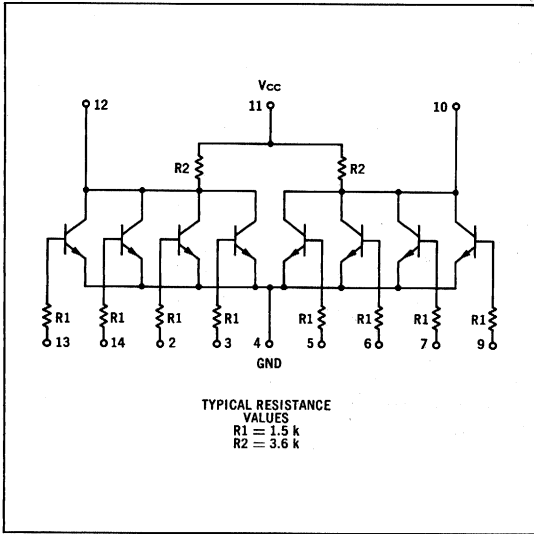 Vcc
12
11
10
R2
R2
R1
R1
R1
R1
R1
R1
R1
R1
13
14
2
3
4
5
6
7
9
GND
TYPICAL RESISTANCE
VALUES
R1 = 1.5 k
R2 = 3.6 k